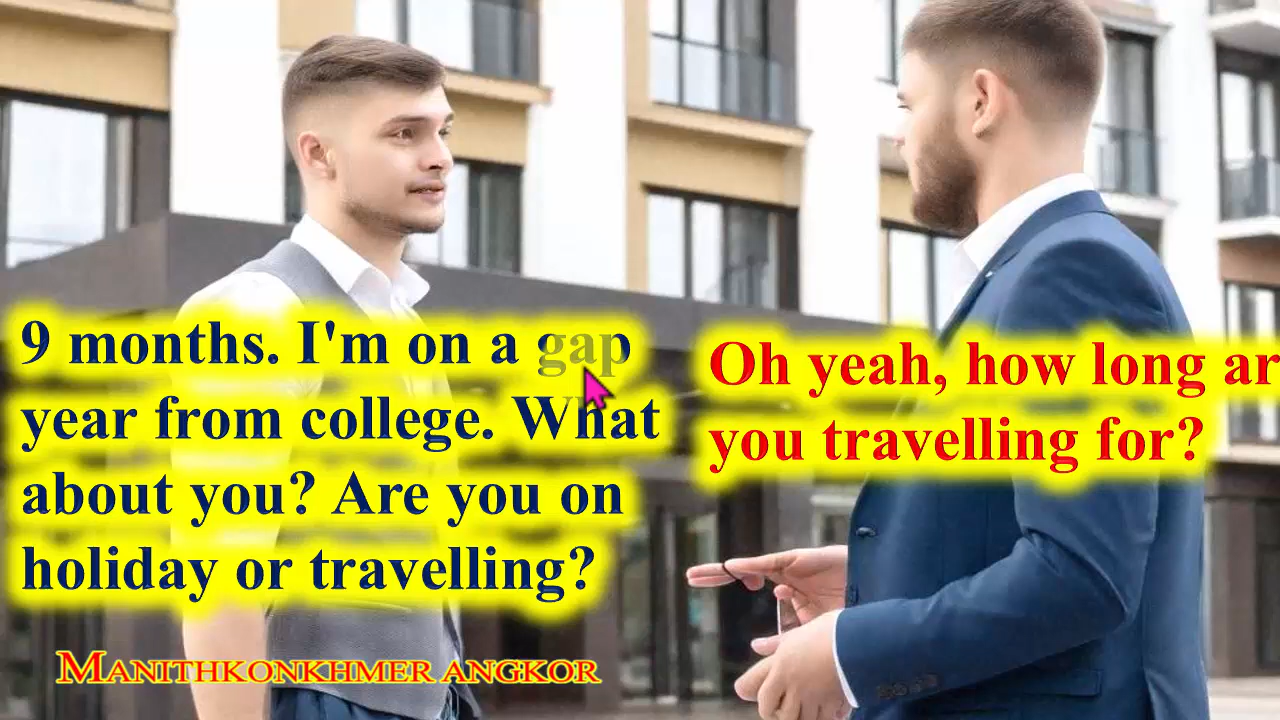 9 months. I'm on a gap
year from college. What
about you? Are you on
holiday or travelling?
Oh yeah, how long ar
you travelling for?
MANITHKONKHMER ANGKOR